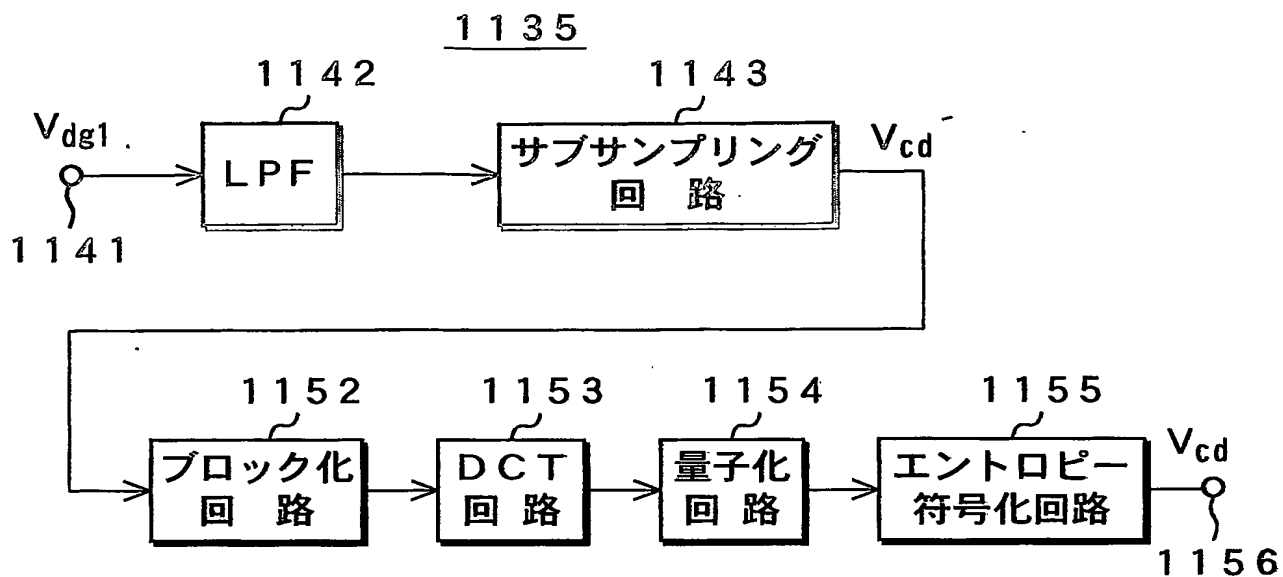 1135
1142
1143
Vdg1
LPF
サブサンプリング
回 路
Vcd
1141
1152
1153
1154
1155
ブロック化
回 路
DCT
回 路
量子化
回 路
エントロピー
符号化回路
Vcd
1156